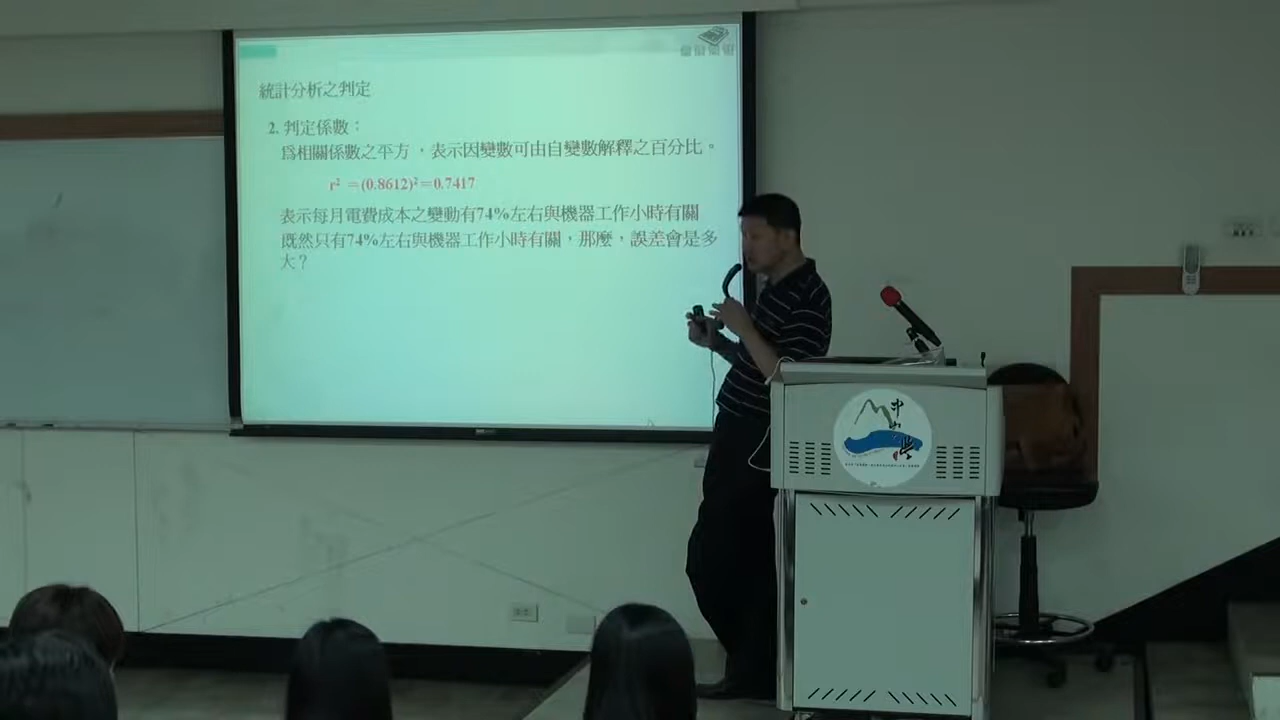 統計分析之判定
2. 判定係數：
為相關係數之平方，表示因變數可由自變數解釋之百分比。
r² =(0.8612)²=0.7417
表示每月電費成本之變動有74%左右與機器工作小時有關
既然只有74%左右與機器工作小時有關，那麼，誤差會是多
大？
中
興